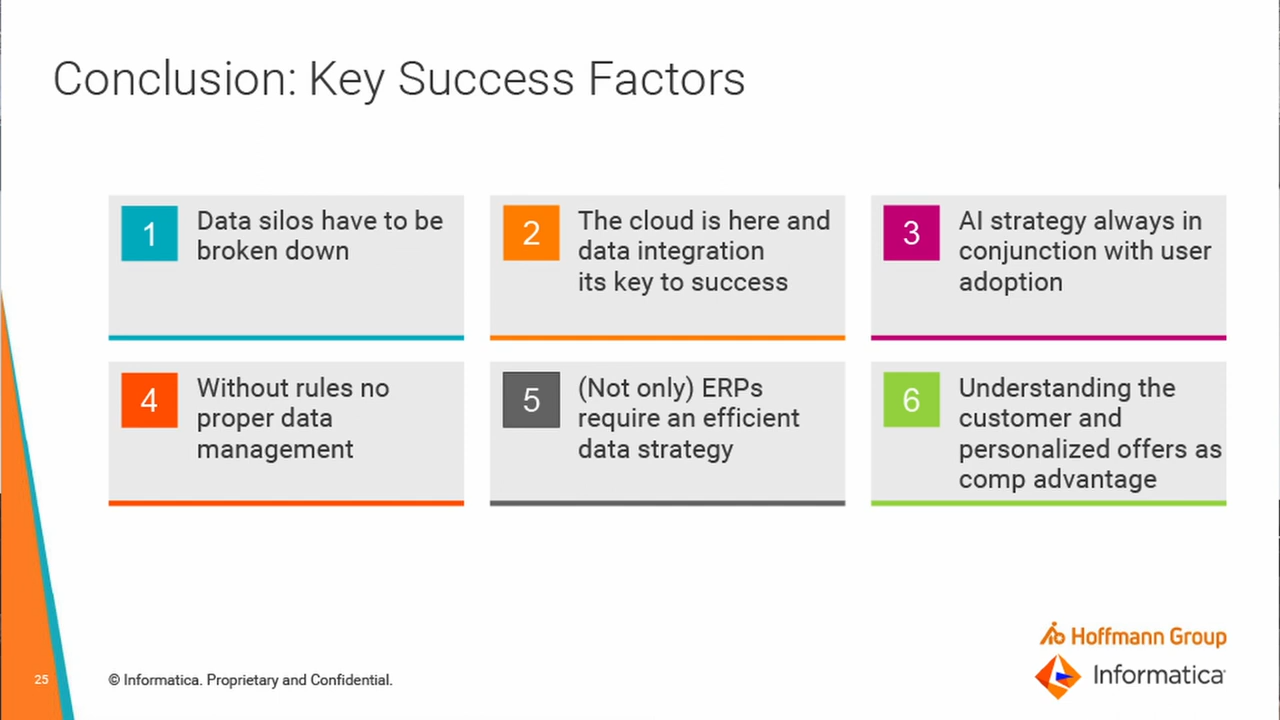 Conclusion: Key Success Factors
1
Data silos have to be
broken down
2
The cloud is here and
data integration
its key to success
3
AI strategy always in
conjunction with user
adoption
4
Without rules no
proper data
management
5
(Not only) ERPs
require an efficient
data strategy
6
Understanding the
customer and
personalized offers as
comp advantage
Hoffmann Group
Informatica
25
© Informatica. Proprietary and Confidential.